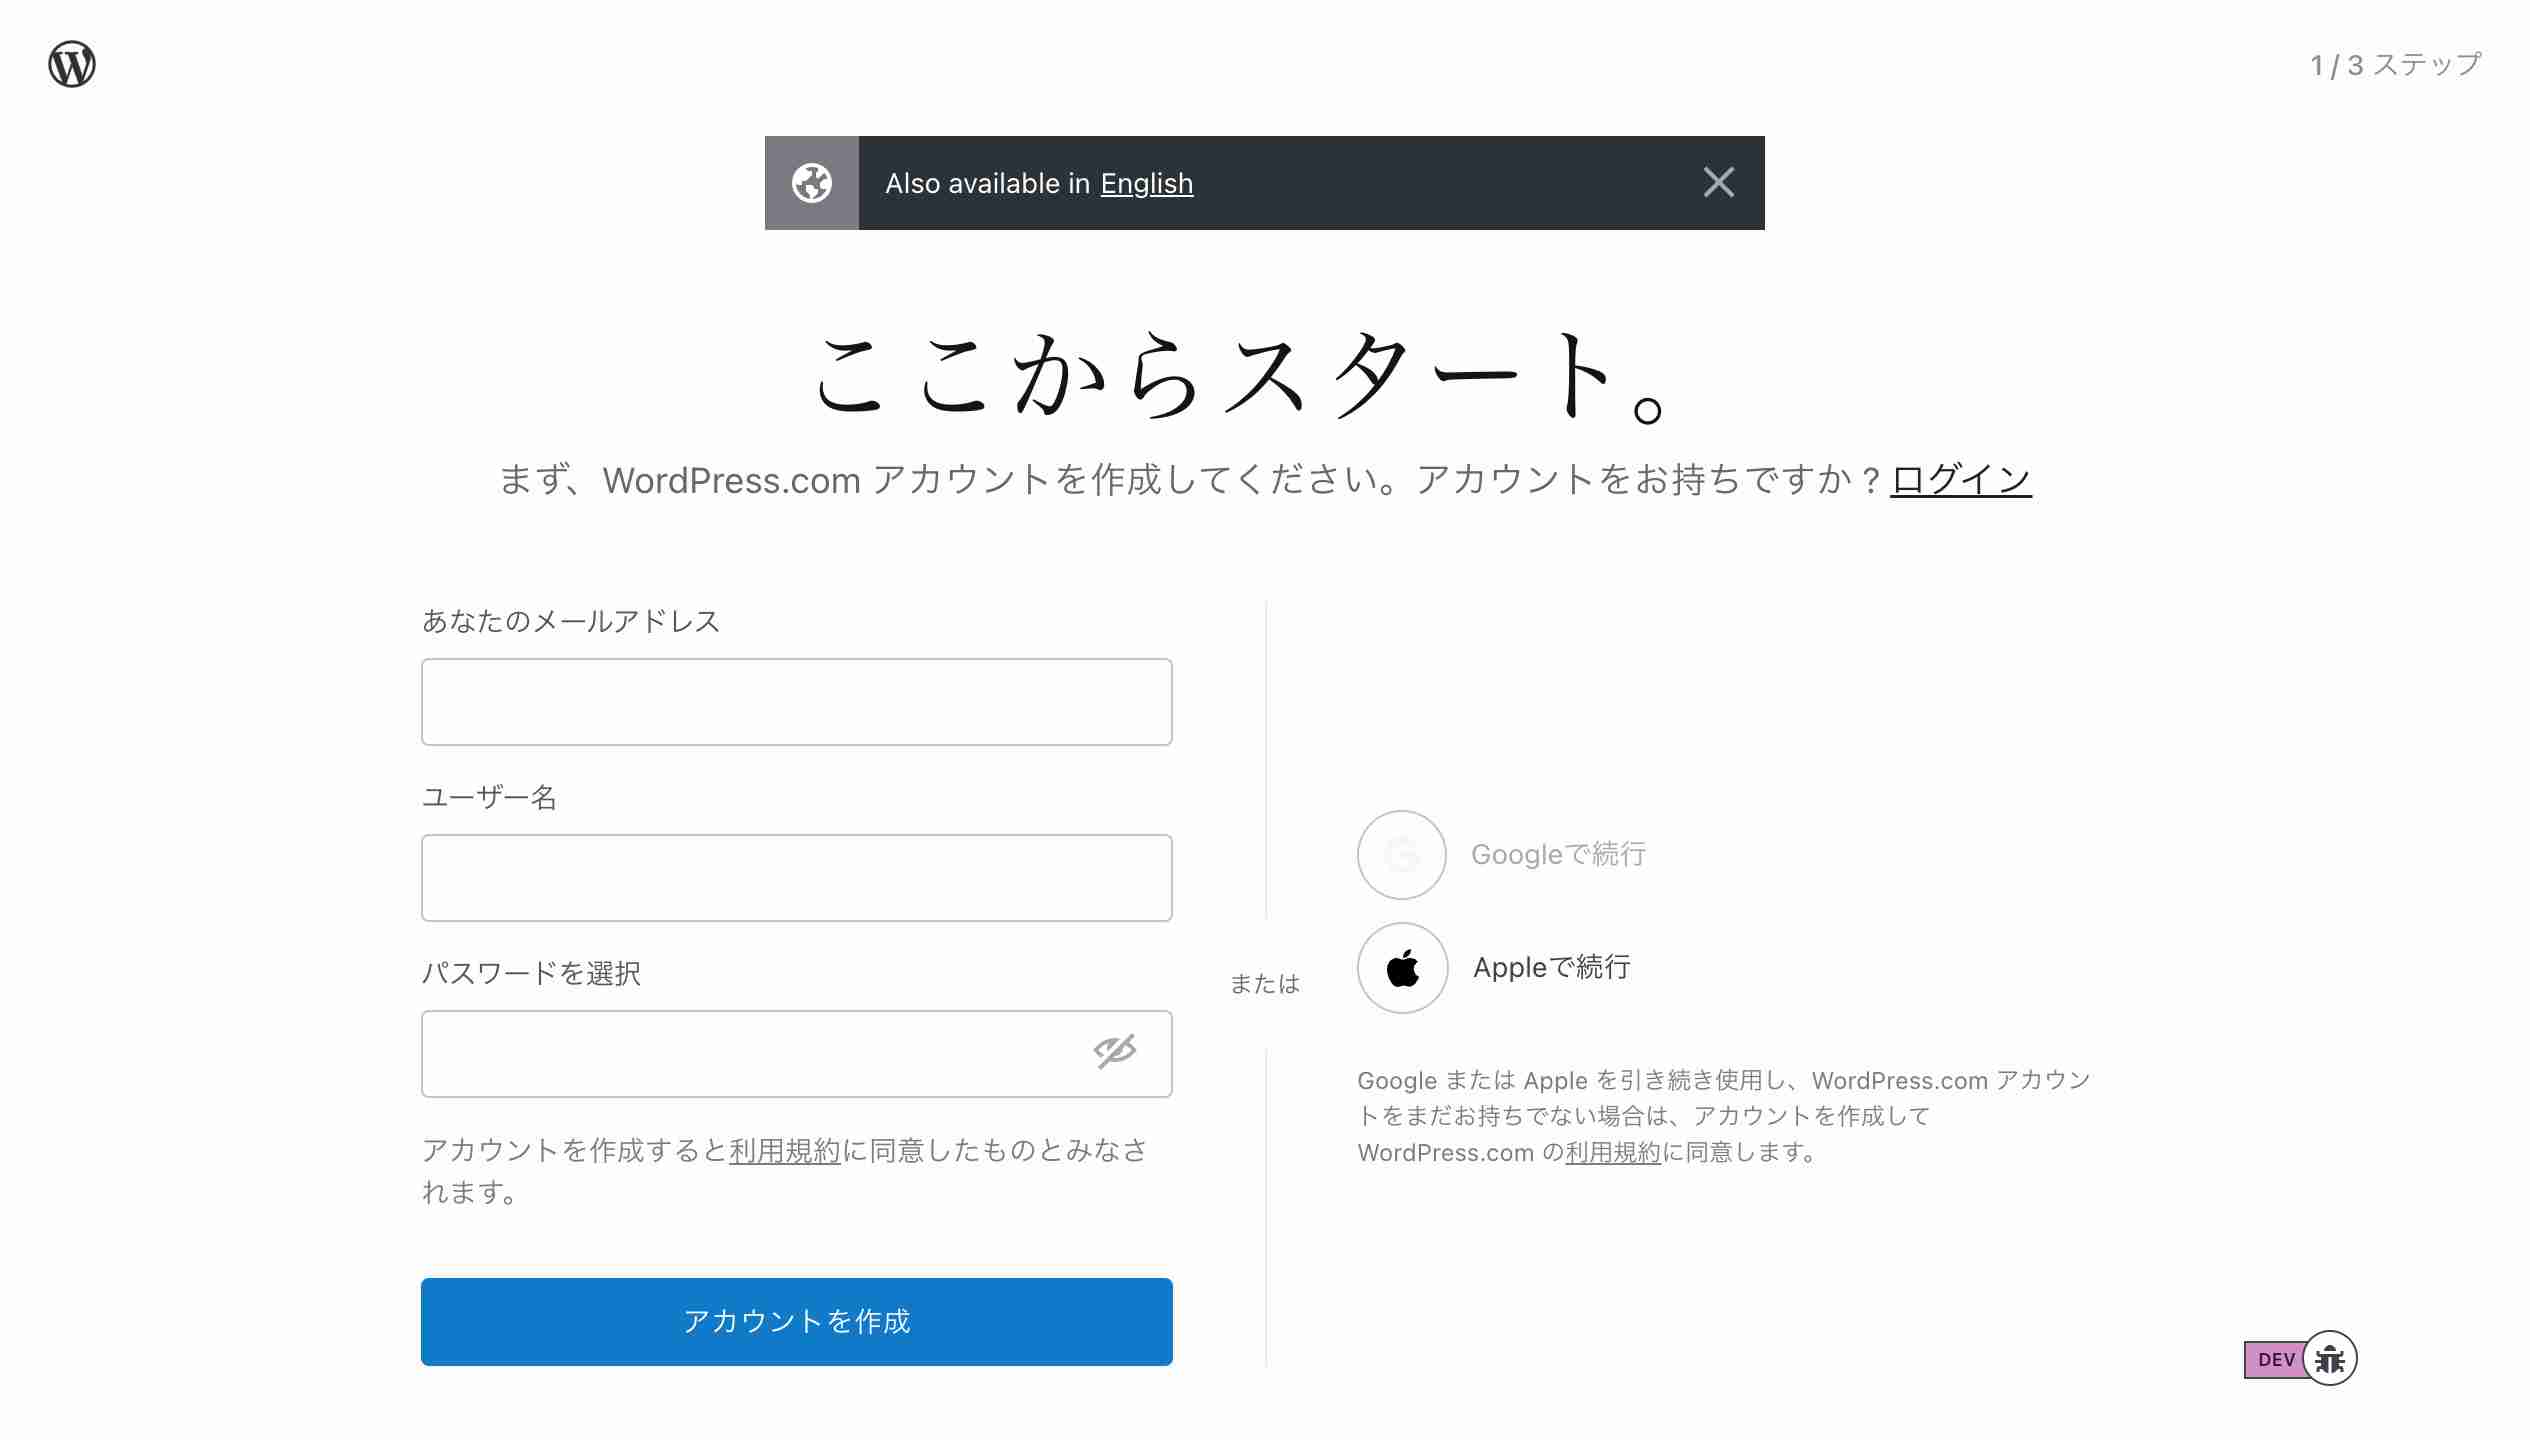 1 / 3 ステップ
Also available in English
ここからスタート。
まず、WordPress.com アカウントを作成してください。アカウントをお持ちですか ? ログイン
あなたのメールアドレス
ユーザー名
パスワードを選択
アカウントを作成すると利用規約に同意したものとみなさ
れます。
アカウントを作成
または
Googleで続行
Appleで続行
Google または Apple を引き続き使用し、WordPress.com アカウン
トをまだお持ちでない場合は、アカウントを作成して
WordPress.com の利用規約に同意します。
DEV